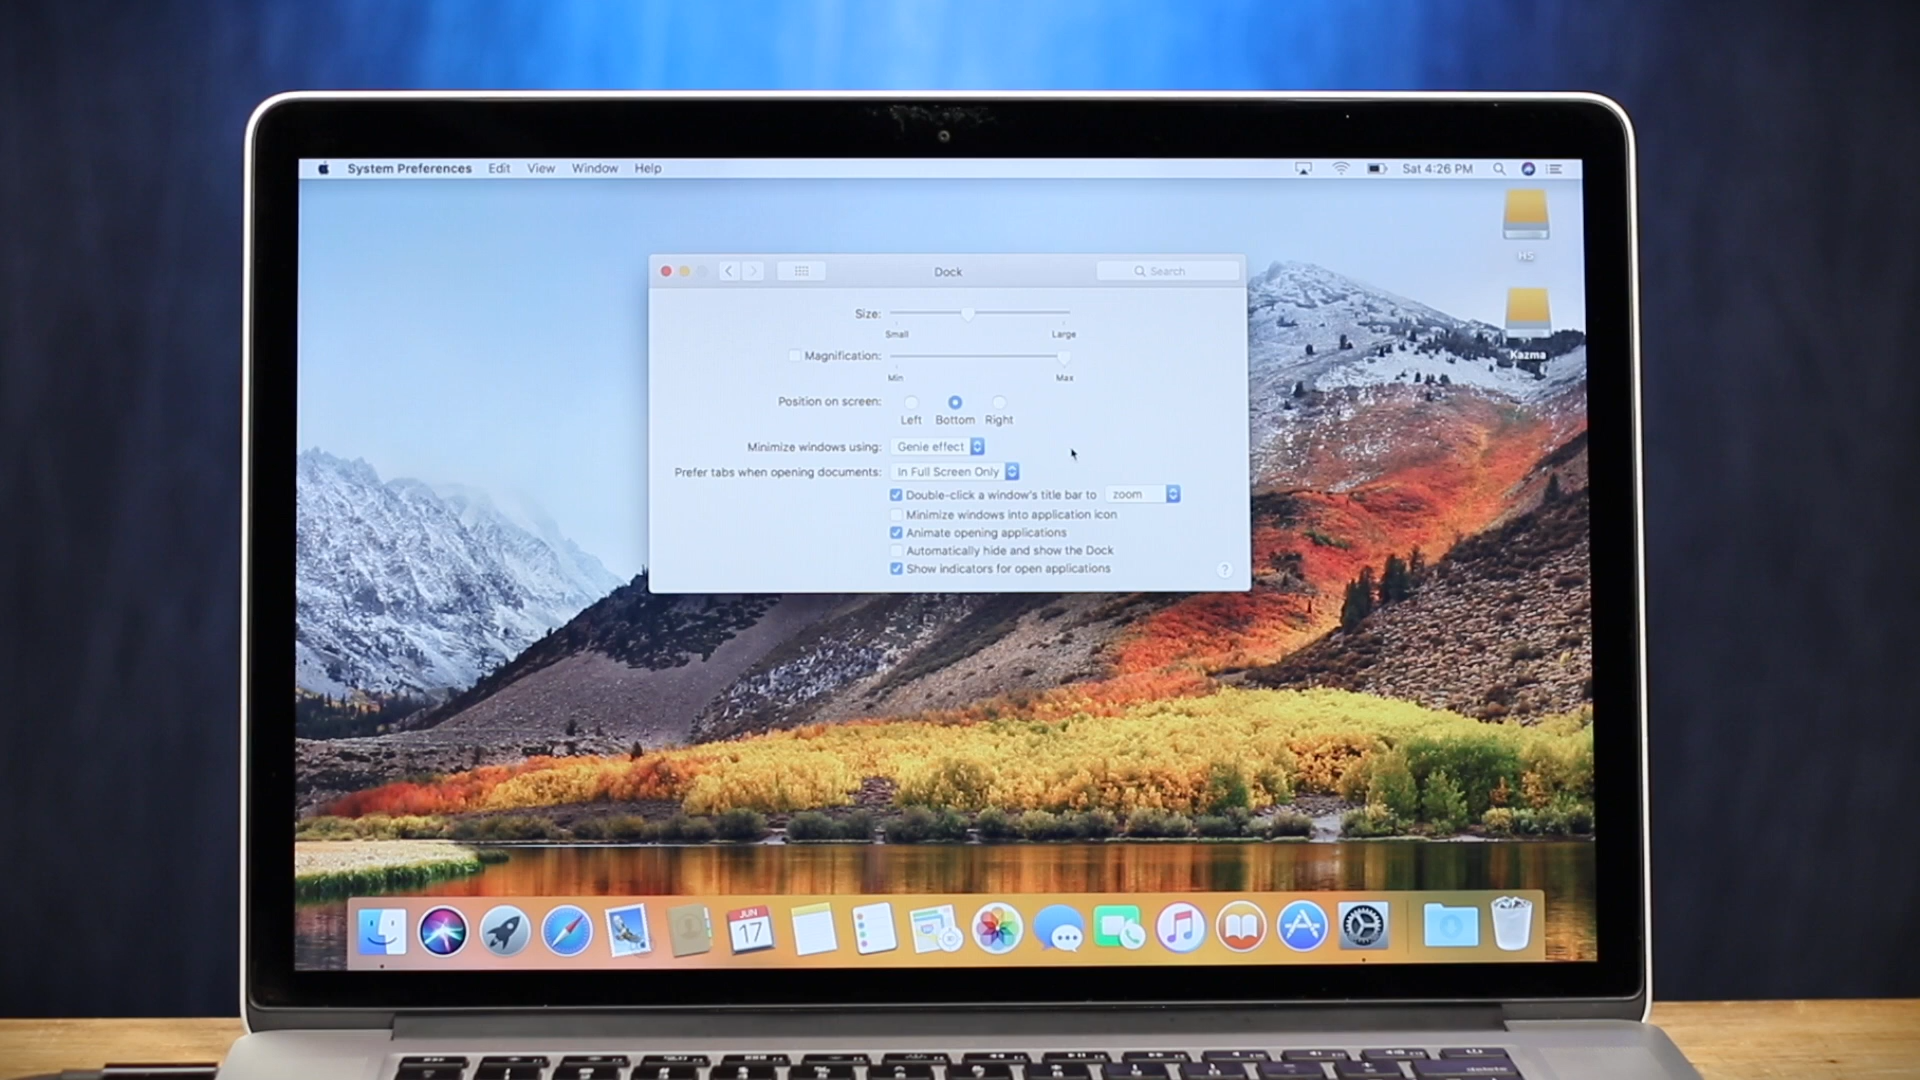 System Preferences Edit View Window Help Sat 4:26 PM
HS
Kazma
Dock
Search
Size:
Small Large
Magnification:
Min Max
Position on screen:
Left Bottom Right
Minimize windows using: Genie effect
Prefer tabs when opening documents: In Full Screen Only
Double-click a window's title bar to zoom
Minimize windows into application icon
Animate opening applications
Automatically hide and show the Dock
Show indicators for open applications
?
JUN
17
delete